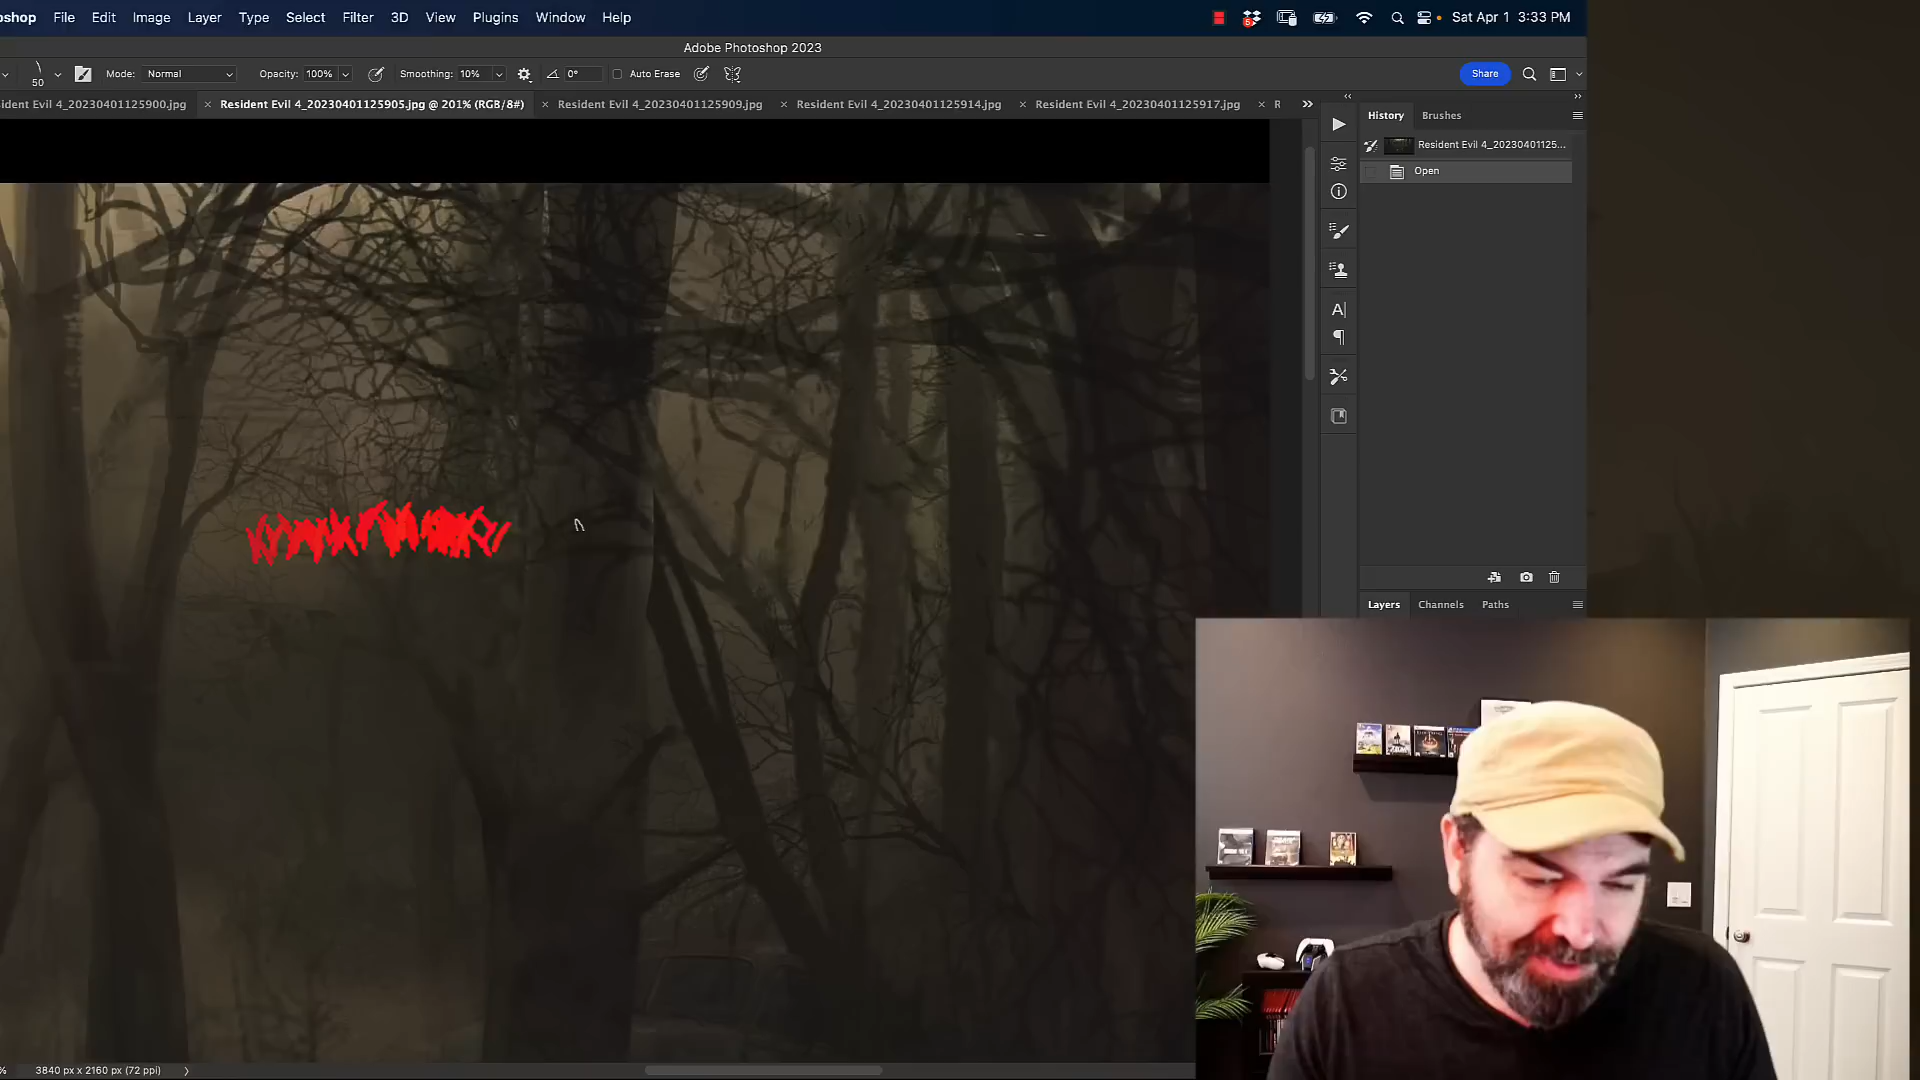 oshop File Edit Image Layer Type Select Filter 3D View Plugins Window Help Sat Apr 1 3:33 PM
Adobe Photoshop 2023
50 Mode: Normal Opacity: 100% Smoothing: 10% 0° Auto Erase Share
ident Evil 4_20230401125900.jpg × Resident Evil 4_20230401125905.jpg @ 201% (RGB/8#) × Resident Evil 4_20230401125909.jpg × Resident Evil 4_20230401125914.jpg × Resident Evil 4_20230401125917.jpg × R
History Brushes
Resident Evil 4_202304011259...
Open
Layers Channels Paths
% 3840 px x 2160 px (72 ppi)